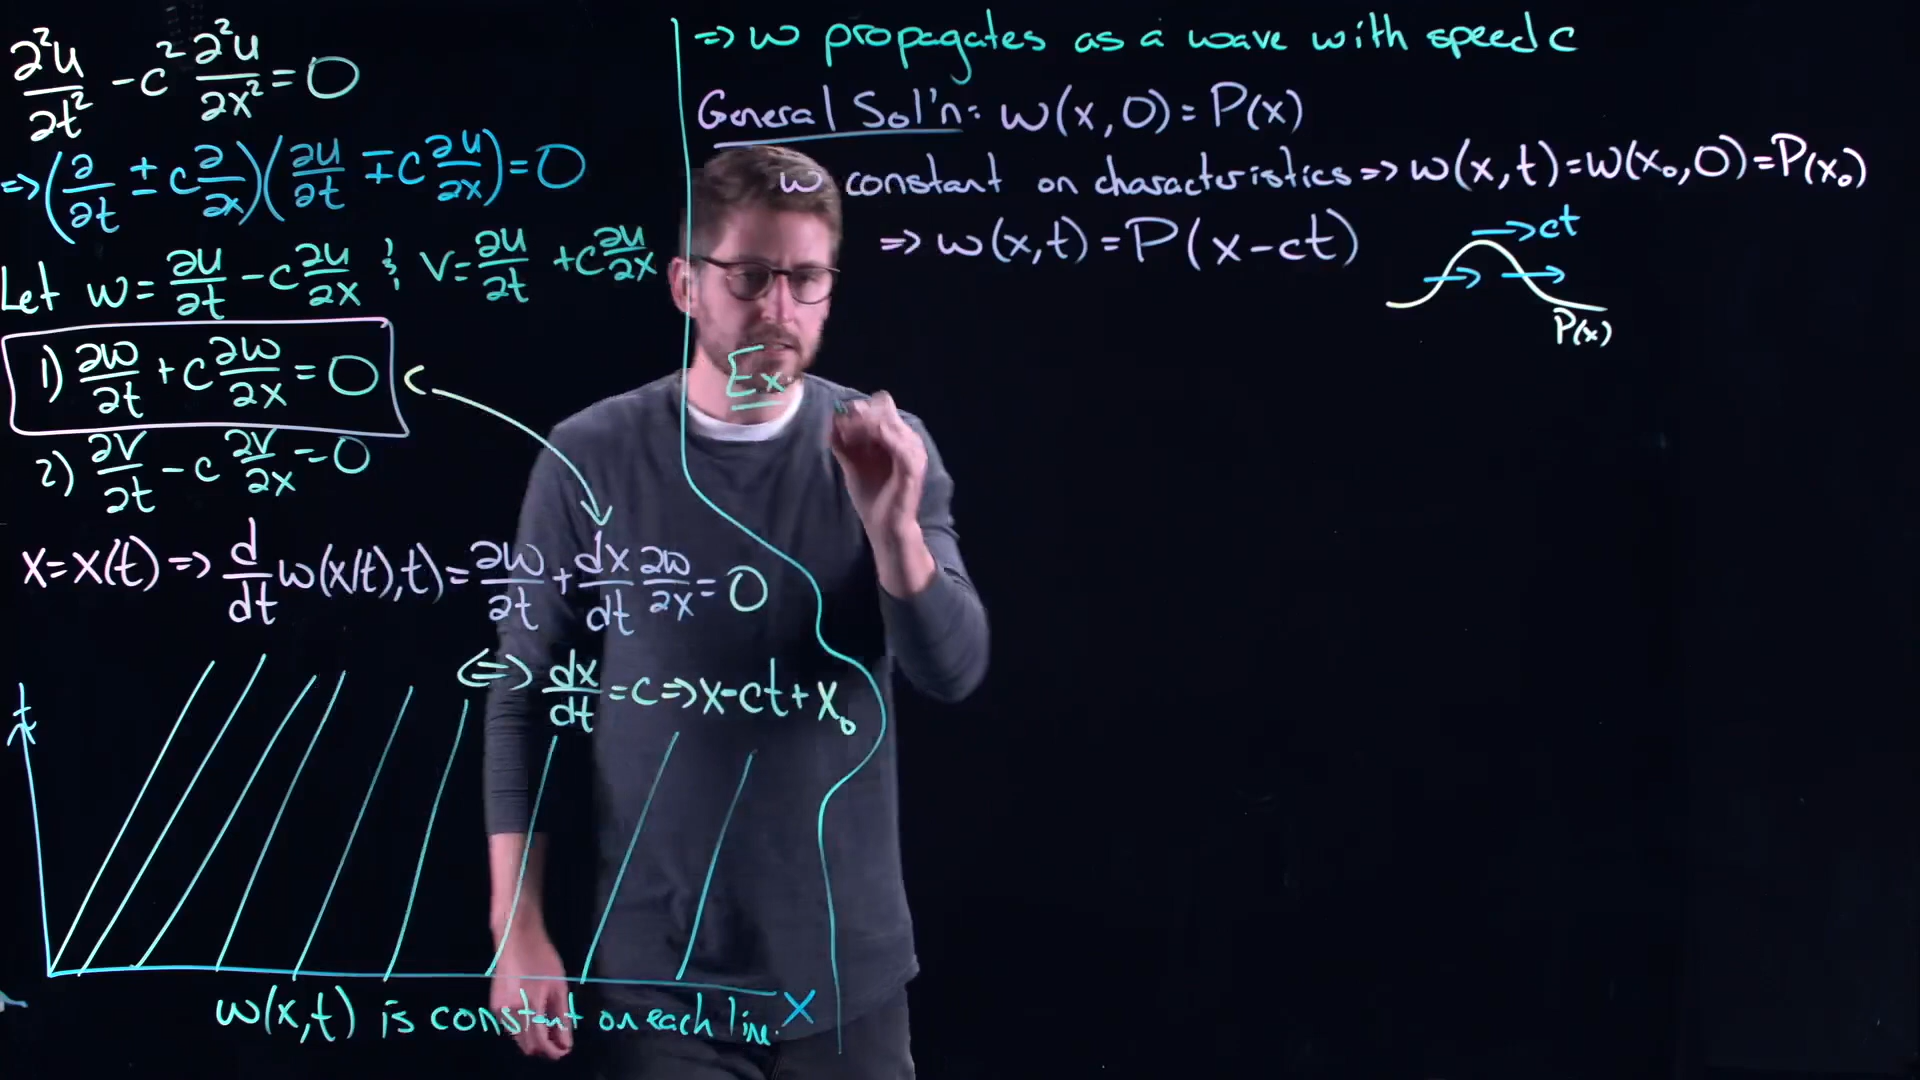 ∂²u/∂t² - c² ∂²u/∂x² = 0
=> (∂/∂t ± c ∂/∂x)(∂u/∂t ∓ c ∂u/∂x) = 0
Let w = ∂u/∂t - c ∂u/∂x & v = ∂u/∂t + c ∂u/∂x
1) ∂w/∂t + c ∂w/∂x = 0
2) ∂v/∂t - c ∂v/∂x = 0
x = x(t) => d/dt w(x(t),t) = ∂w/∂t + dx/dt ∂w/∂x = 0
<=> dx/dt = c => x - ct + x₀
t
x
w(x,t) is constant on each line.
=> w propagates as a wave with speed c
General Sol'n: w(x,0) = P(x)
w constant on characteristics => w(x,t) = w(x₀,0) = P(x₀)
=> w(x,t) = P(x-ct)
ct
P(x)
Ex.